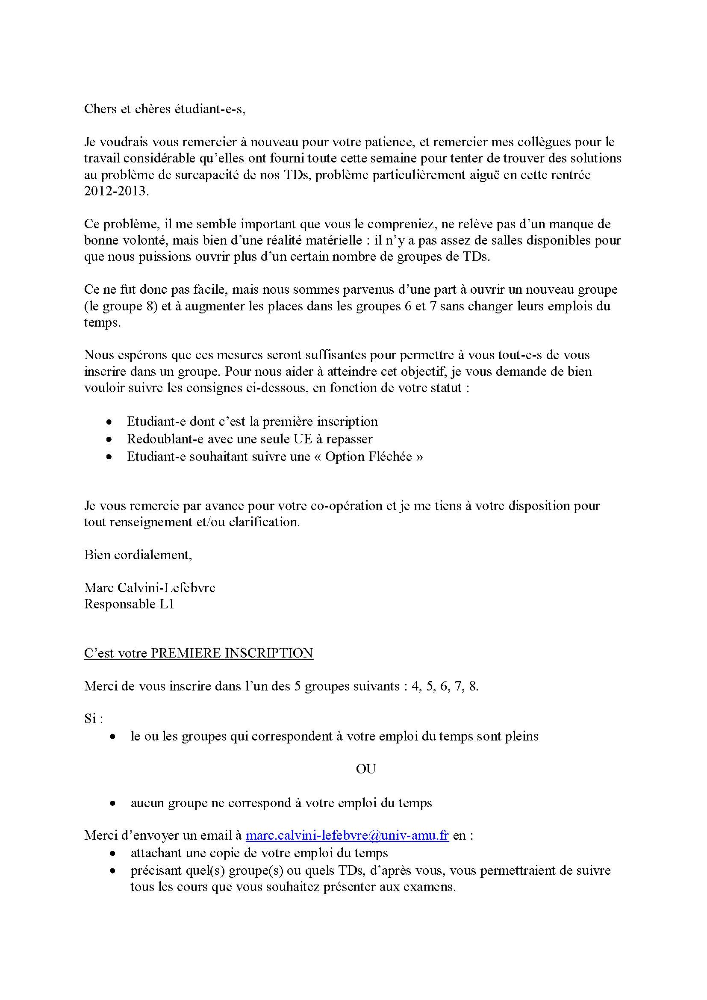 Chers et chères étudiant-e-s,
Je voudrais vous remercier à nouveau pour votre patience, et remercier mes collègues pour le
travail considérable qu’elles ont fourni toute cette semaine pour tenter de trouver des solutions
au problème de surcapacité de nos TDs, problème particulièrement aiguë en cette rentrée
2012-2013.
Ce problème, il me semble important que vous le compreniez, ne relève pas d’un manque de
bonne volonté, mais bien d’une réalité matérielle : il n’y a pas assez de salles disponibles pour
que nous puissions ouvrir plus d’un certain nombre de groupes de TDs.
Ce ne fut donc pas facile, mais nous sommes parvenus d’une part à ouvrir un nouveau groupe
(le groupe 8) et à augmenter les places dans les groupes 6 et 7 sans changer leurs emplois du
temps.
Nous espérons que ces mesures seront suffisantes pour permettre à vous tout-e-s de vous
inscrire dans un groupe. Pour nous aider à atteindre cet objectif, je vous demande de bien
vouloir suivre les consignes ci-dessous, en fonction de votre statut :
• Etudiant-e dont c’est la première inscription
• Redoublant-e avec une seule UE à repasser
• Etudiant-e souhaitant suivre une « Option Fléchée »
Je vous remercie par avance pour votre co-opération et je me tiens à votre disposition pour
tout renseignement et/ou clarification.
Bien cordialement,
Marc Calvini-Lefebvre
Responsable L1
C’est votre PREMIERE INSCRIPTION
Merci de vous inscrire dans l’un des 5 groupes suivants : 4, 5, 6, 7, 8.
Si :
• le ou les groupes qui correspondent à votre emploi du temps sont pleins
OU
• aucun groupe ne correspond à votre emploi du temps
Merci d’envoyer un email à marc.calvini-lefebvre@univ-amu.fr en :
• attachant une copie de votre emploi du temps
• précisant quel(s) groupe(s) ou quels TDs, d’après vous, vous permettraient de suivre
tous les cours que vous souhaitez présenter aux examens.